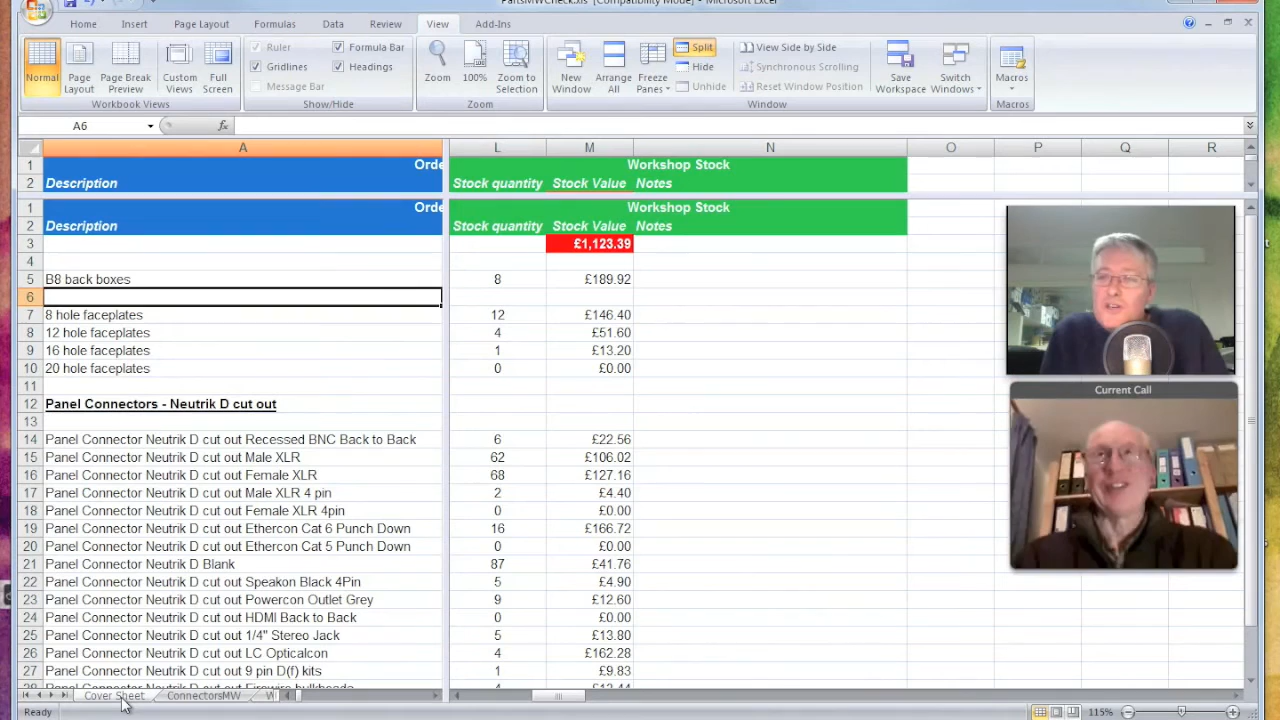 PartsMWCheck.xls [Compatibility Mode] - Microsoft Excel
Home Insert Page Layout Formulas Data Review View Add-Ins
Normal Page Layout Page Break Preview Custom Views Full Screen
Workbook Views
Ruler Formula Bar
Gridlines Headings
Message Bar
Show/Hide
Zoom 100% Zoom to Selection
Zoom
New Window Arrange All Freeze Panes
Split
Hide
Unhide
View Side by Side
Synchronous Scrolling
Reset Window Position
Window
Save Workspace Switch Windows
Macros
Macros
A6 fx
A L M N O P Q R
1 Orde Workshop Stock
2 Description Stock quantity Stock Value Notes
1 Orde Workshop Stock
2 Description Stock quantity Stock Value Notes
3 £1,123.39
4
5 B8 back boxes 8 £189.92
6
7 8 hole faceplates 12 £146.40
8 12 hole faceplates 4 £51.60
9 16 hole faceplates 1 £13.20
10 20 hole faceplates 0 £0.00
11
12 Panel Connectors - Neutrik D cut out
13
14 Panel Connector Neutrik D cut out Recessed BNC Back to Back 6 £22.56
15 Panel Connector Neutrik D cut out Male XLR 62 £106.02
16 Panel Connector Neutrik D cut out Female XLR 68 £127.16
17 Panel Connector Neutrik D cut out Male XLR 4 pin 2 £4.40
18 Panel Connector Neutrik D cut out Female XLR 4pin 0 £0.00
19 Panel Connector Neutrik D cut out Ethercon Cat 6 Punch Down 16 £166.72
20 Panel Connector Neutrik D cut out Ethercon Cat 5 Punch Down 0 £0.00
21 Panel Connector Neutrik D Blank 87 £41.76
22 Panel Connector Neutrik D cut out Speakon Black 4Pin 5 £4.90
23 Panel Connector Neutrik D cut out Powercon Outlet Grey 9 £12.60
24 Panel Connector Neutrik D cut out HDMI Back to Back 0 £0.00
25 Panel Connector Neutrik D cut out 1/4" Stereo Jack 5 £13.80
26 Panel Connector Neutrik D cut out LC Opticalcon 4 £162.28
27 Panel Connector Neutrik D cut out 9 pin D(f) kits 1 £9.83
28 Panel Connector Neutrik D cut out Firewire bulkheads 4 £13.44
Current Call
Cover Sheet ConnectorsMW W
Ready 115%